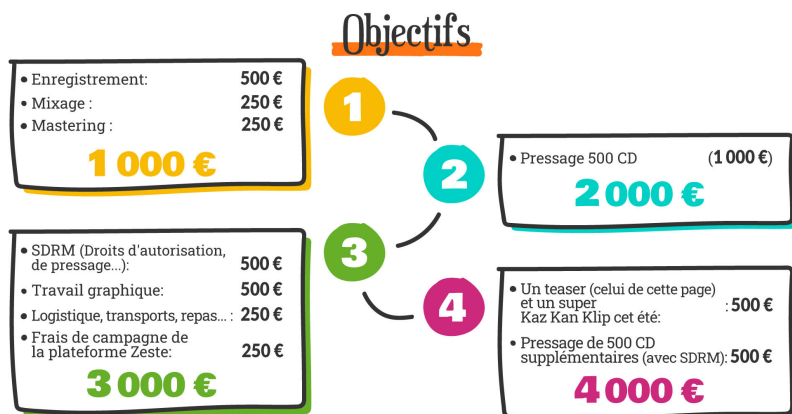 Objectifs
• Enregistrement: 500 €
• Mixage : 250 €
• Mastering : 250 €
1 000 €
1
2
• Pressage 500 CD (1 000 €)
2 000 €
3
• SDRM (Droits d'autorisation,
de pressage...): 500 €
• Travail graphique: 500 €
• Logistique, transports, repas... : 250 €
• Frais de campagne de
la plateforme Zeste: 250 €
3 000 €
4
• Un teaser (celui de cette page)
et un super : 500 €
Kaz Kan Klip cet été:
• Pressage de 500 CD
supplémentaires (avec SDRM): 500 €
4 000 €